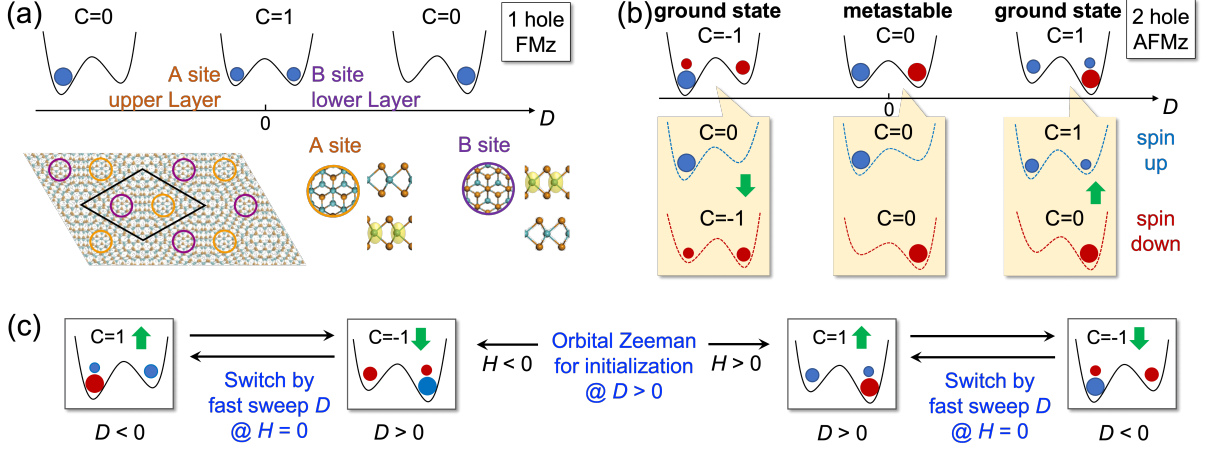 (a)
C=0
C=1
C=0
1 hole
FMz
A site
upper Layer
B site
lower Layer
0
D
A site
B site
(b)
ground state
metastable
ground state
2 hole
AFMz
C=-1
C=0
C=1
0
D
C=0
C=0
C=1
spin
up
C=-1
C=0
C=0
spin
down
(c)
C=1
D < 0
Switch by
fast sweep D
@ H = 0
C=-1
D > 0
H < 0
Orbital Zeeman
for initialization
@ D > 0
H > 0
C=1
D > 0
Switch by
fast sweep D
@ H = 0
C=-1
D < 0